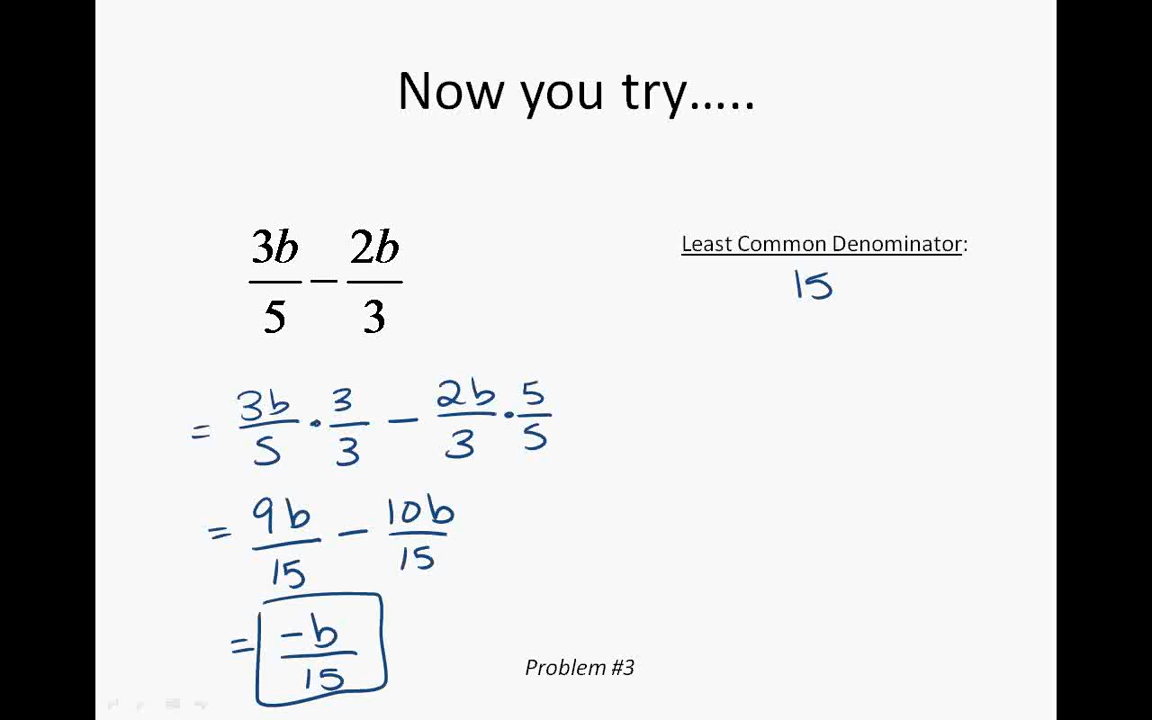 Now you try…..
3b/5 − 2b/3
Least Common Denominator:
15
= 3b/5 · 3/3 − 2b/3 · 5/5
= 9b/15 − 10b/15
= −b/15
Problem #3